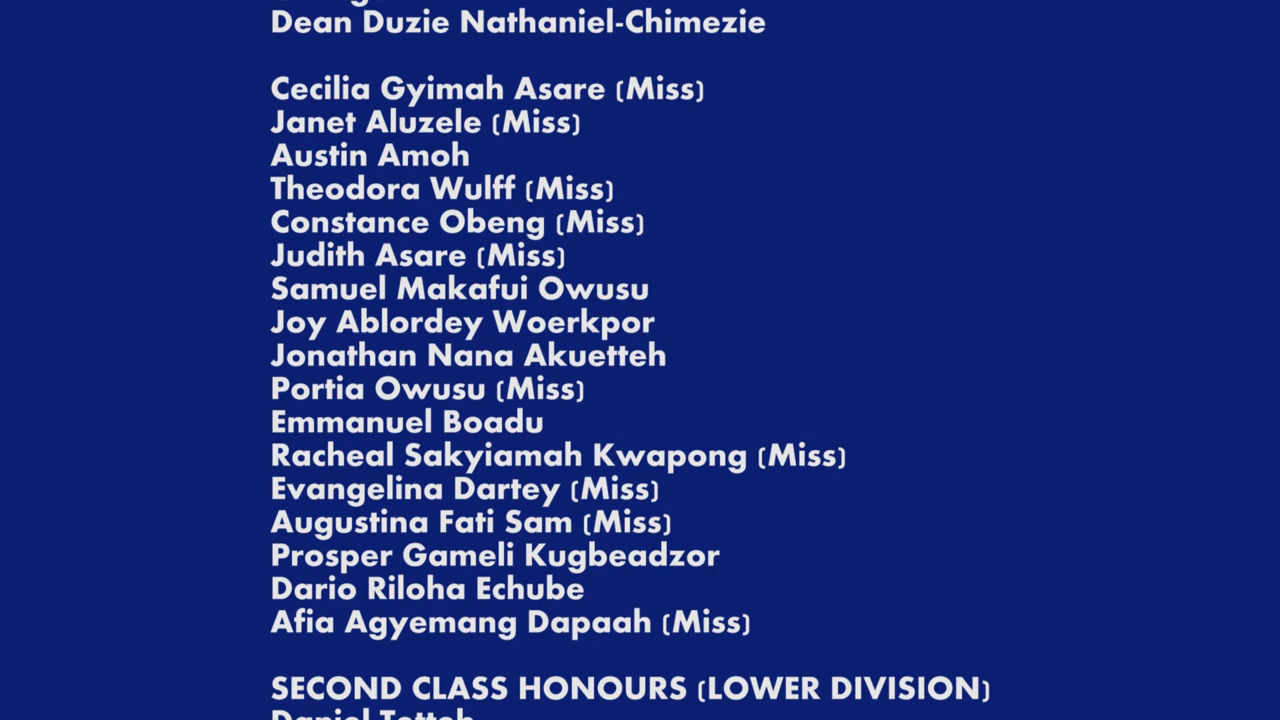 Dean Duzie Nathaniel-Chimezie
Cecilia Gyimah Asare (Miss)
Janet Aluzele (Miss)
Austin Amoh
Theodora Wulff (Miss)
Constance Obeng (Miss)
Judith Asare (Miss)
Samuel Makafui Owusu
Joy Ablordey Woerkpor
Jonathan Nana Akuetteh
Portia Owusu (Miss)
Emmanuel Boadu
Racheal Sakyiamah Kwapong (Miss)
Evangelina Dartey (Miss)
Augustina Fati Sam (Miss)
Prosper Gameli Kugbeadzor
Dario Riloha Echube
Afia Agyemang Dapaah (Miss)
SECOND CLASS HONOURS (LOWER DIVISION)
Daniel Tetteh